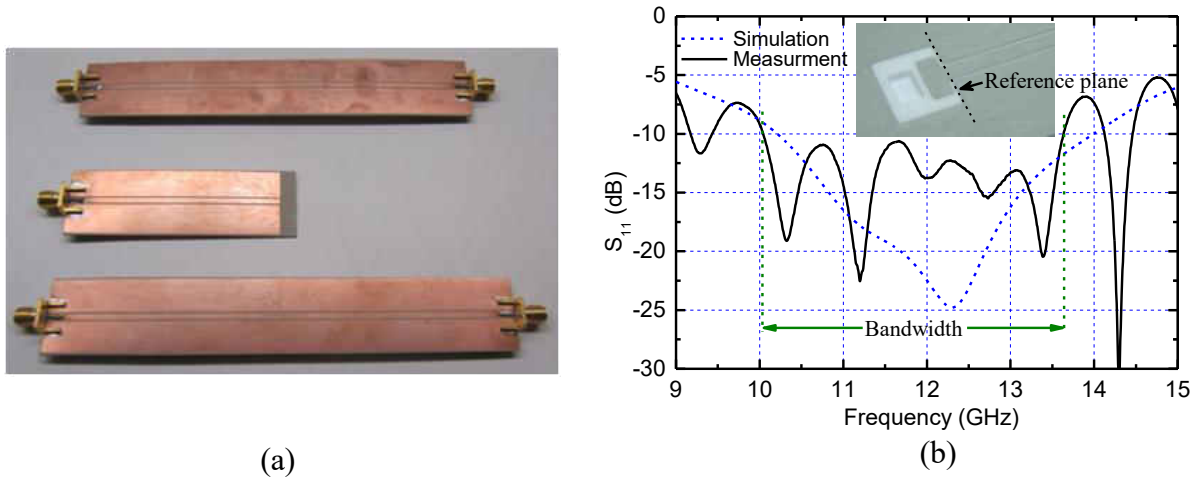 (b)
0
Simulation
Measurment
Reference plane
-5
-10
-15
-20
-25
-30
S11 (dB)
Bandwidth
9 10 11 12 13 14 15
Frequency (GHz)
(a)
(b)